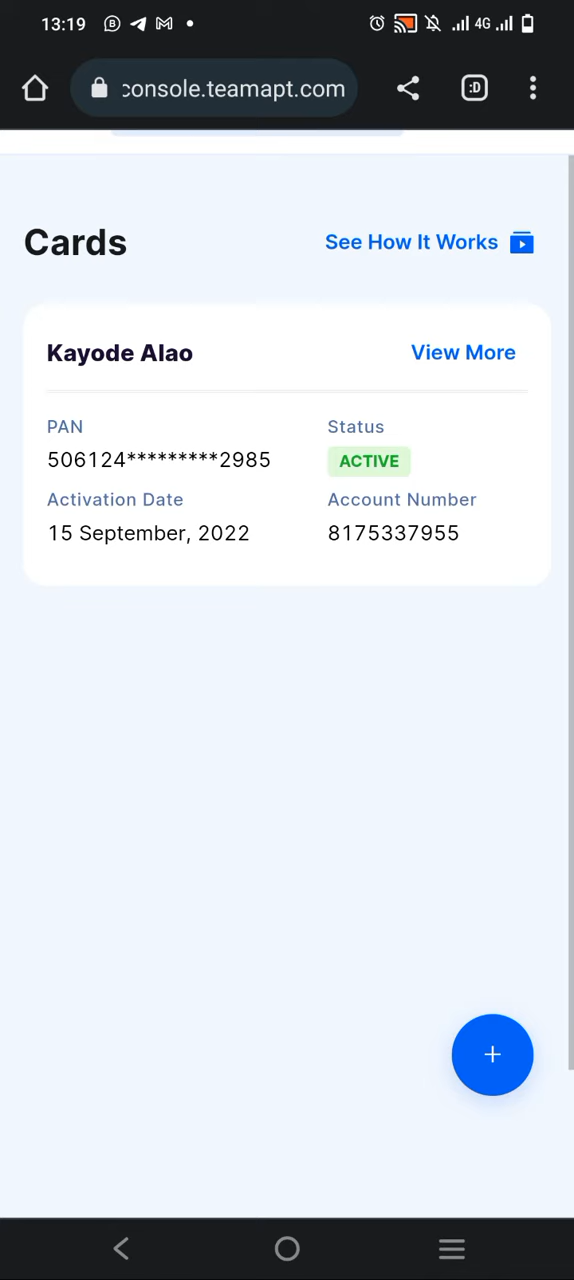 13:19
4G
console.teamapt.com
:D
Cards
See How It Works
Kayode Alao
View More
PAN
Status
506124*********2985
ACTIVE
Activation Date
Account Number
15 September, 2022
8175337955
+